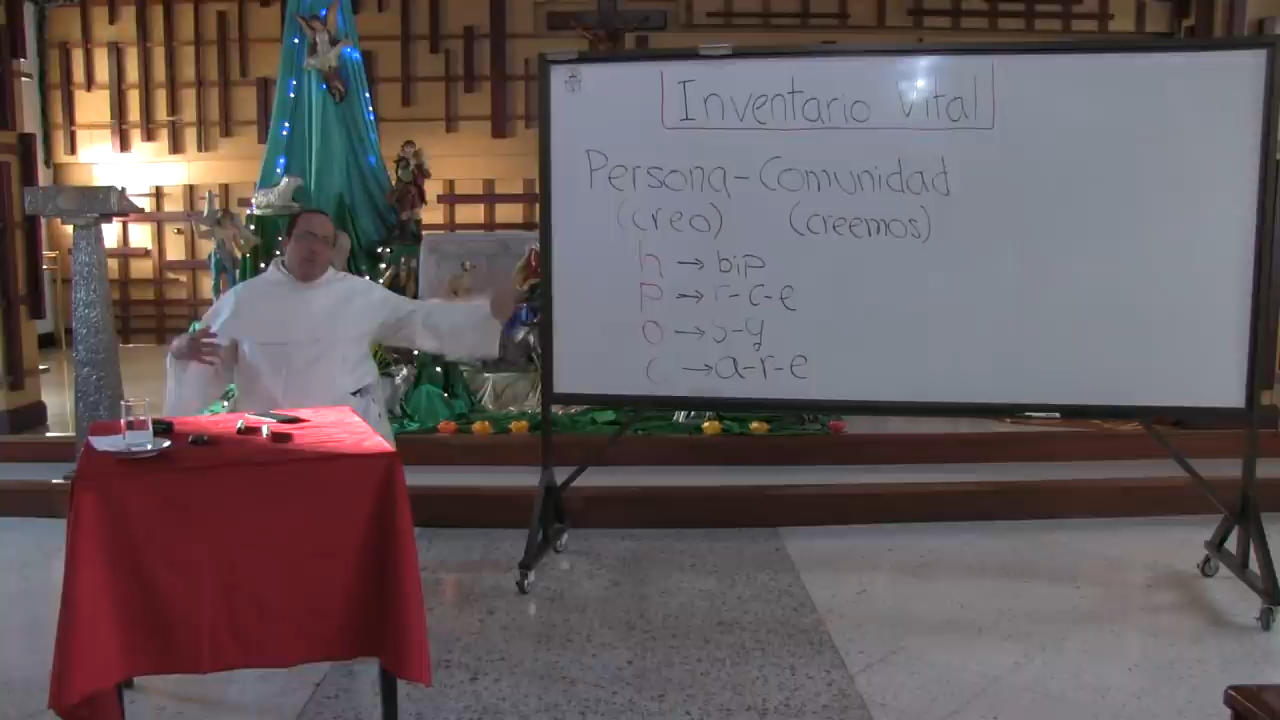 Inventario Vital
Persona - Comunidad
(creo) (creemos)
h → bip
p → r-c-e
o → s-g
c → a-r-e